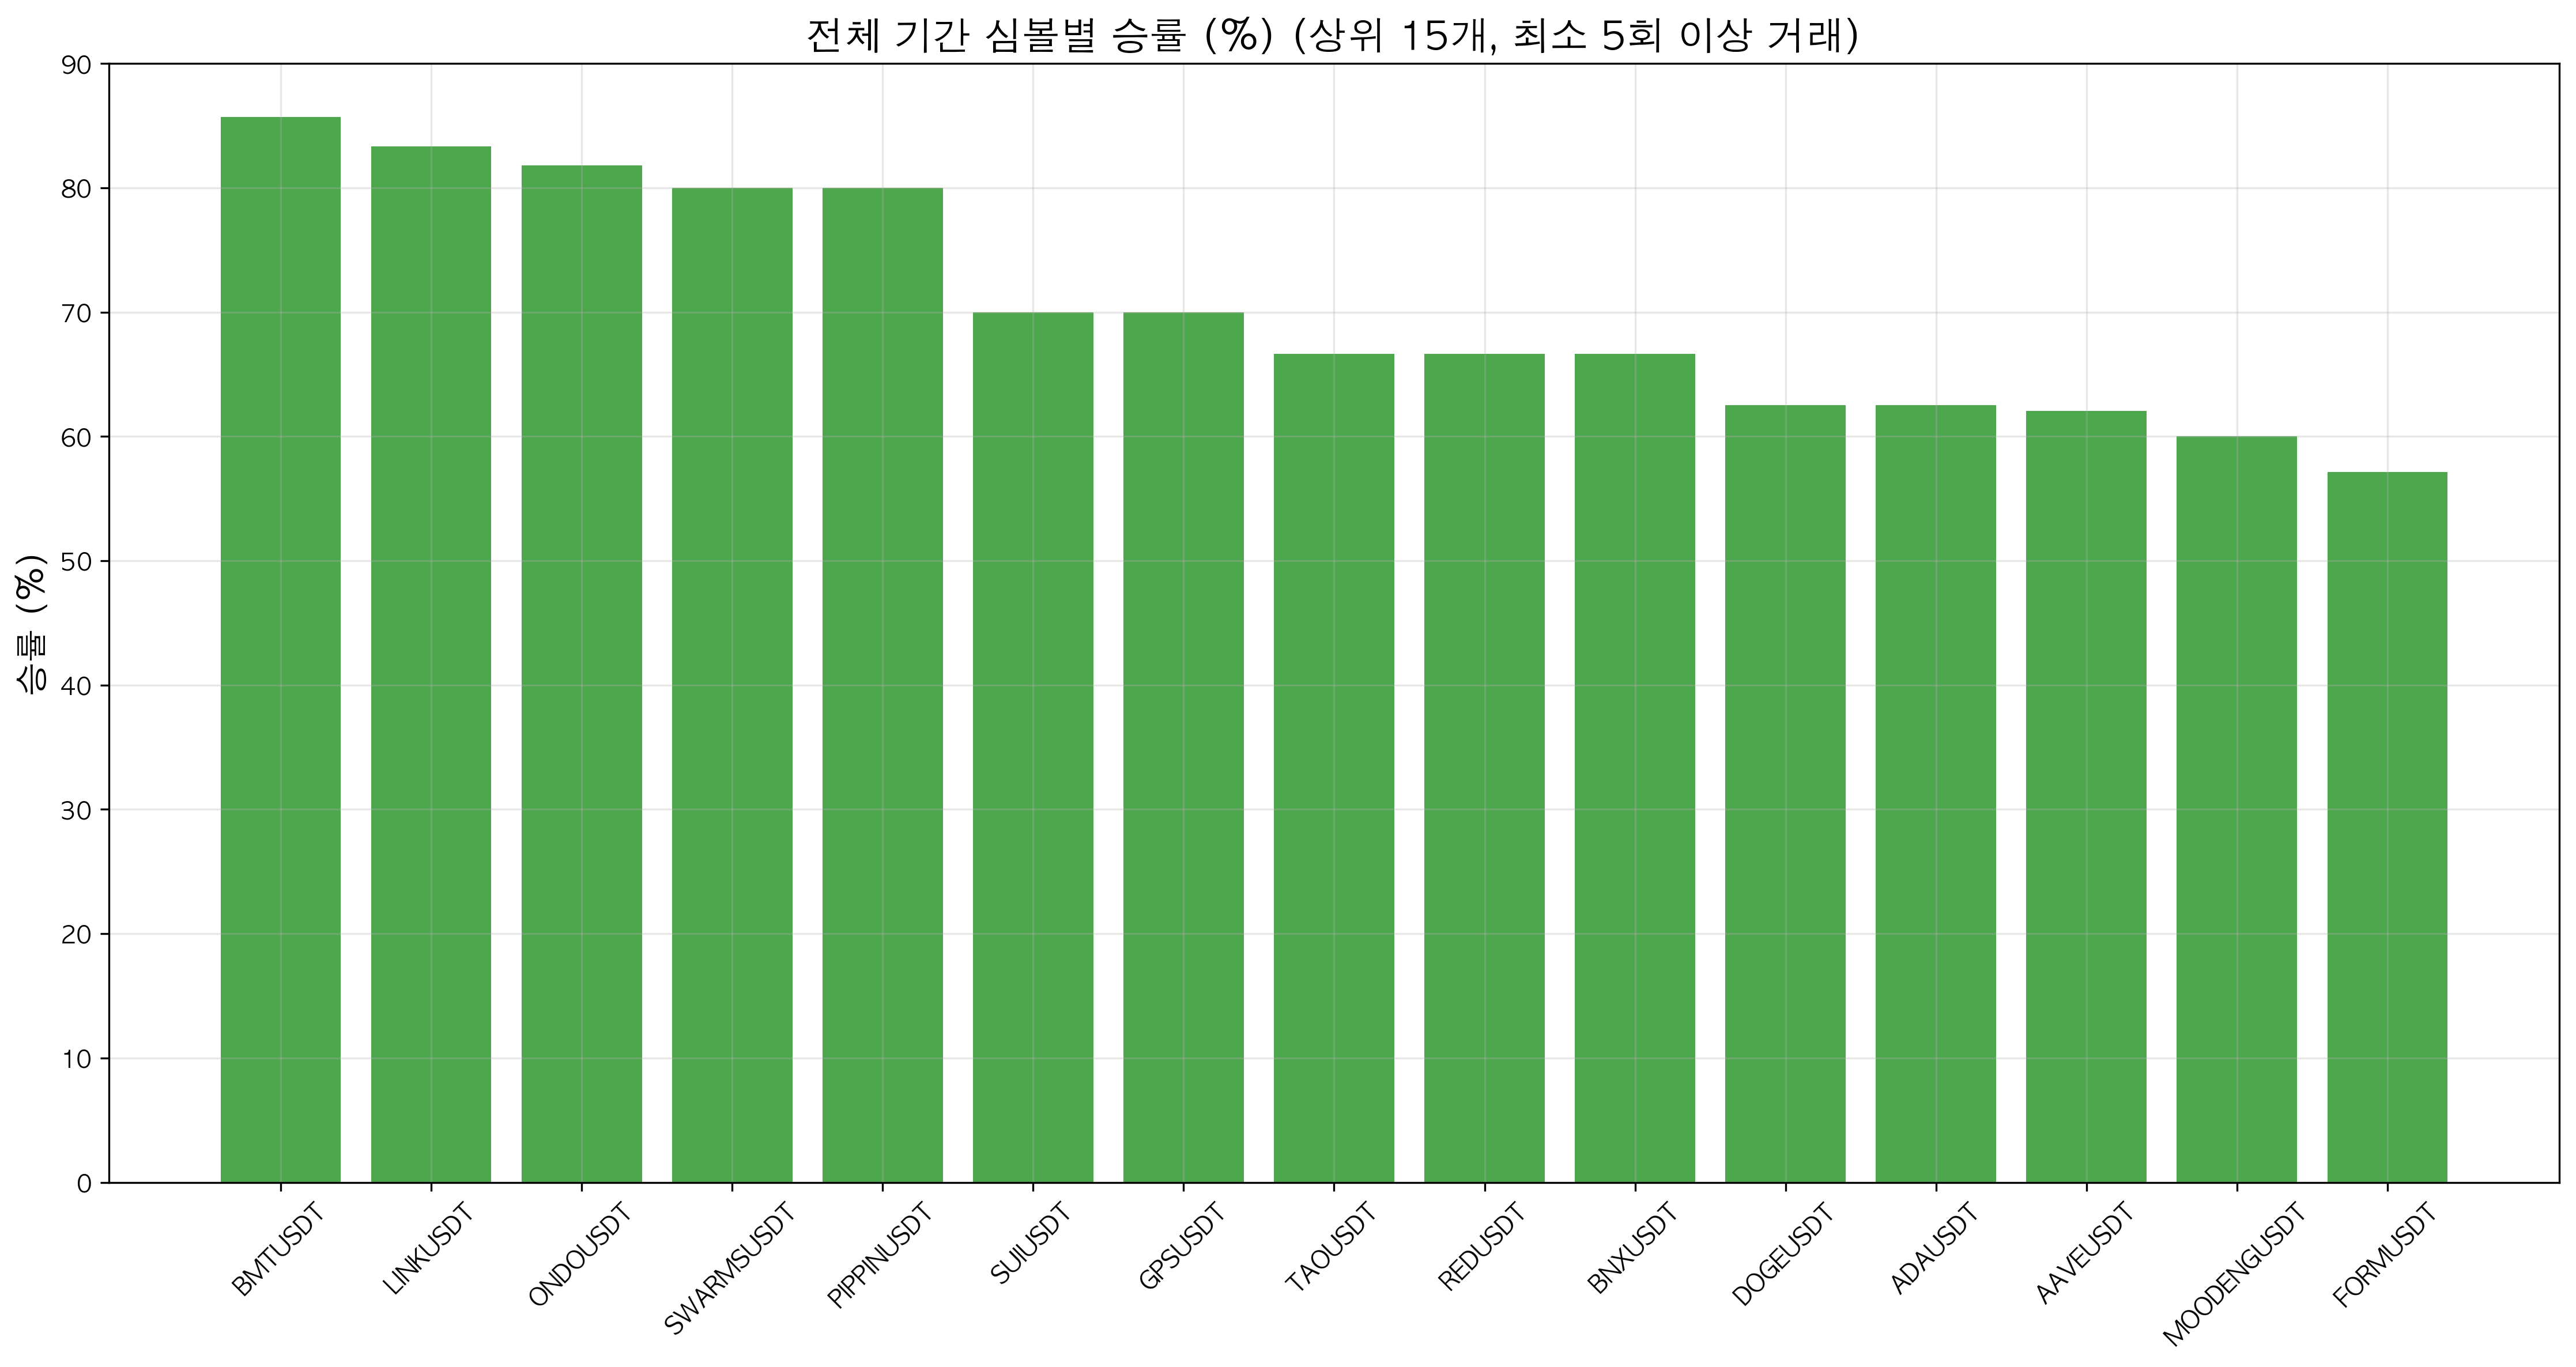 전체 기간 심볼별 승률 (%) (상위 15개, 최소 5회 이상 거래)
승률 (%)
90
80
70
60
50
40
30
20
10
0
BMTUSDT
LINKUSDT
ONDOUSDT
SWARMSUSDT
PIPPINUSDT
SUIUSDT
GPSUSDT
TAOUSDT
REDUSDT
BNXUSDT
DOGEUSDT
ADAUSDT
AAVEUSDT
MOODENGUSDT
FORMUSDT